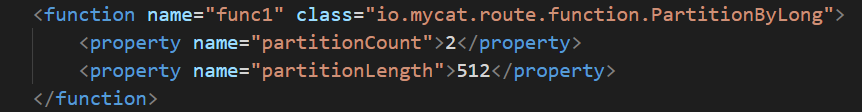 <function name="func1" class="io.mycat.route.function.PartitionByLong">
<property name="partitionCount">2</property>
<property name="partitionLength">512</property>
</function>